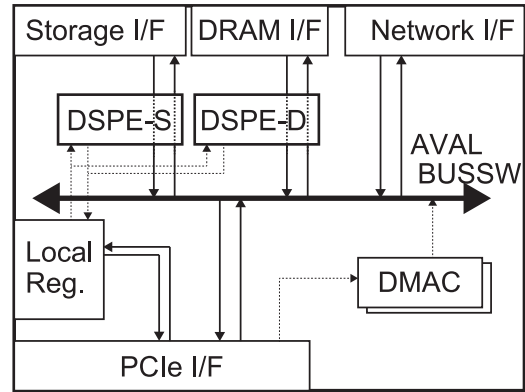 Storage I/F
DRAM I/F
Network I/F
DSPE-S
DSPE-D
AVAL
BUSSW
Local
Reg.
DMAC
PCIe I/F